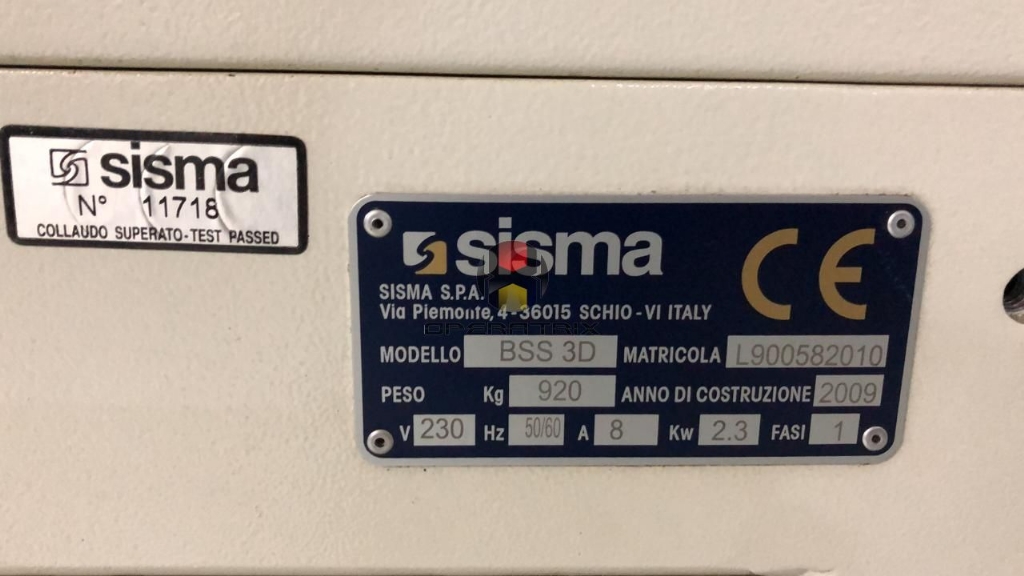 sisma
N° 11718
COLLAUDO SUPERATO-TEST PASSED
sisma CE
SISMA S.P.A.
Via Piemonte, 4-36015 SCHIO-VI ITALY
OPERATRIX
MODELLO BSS 3D MATRICOLA L900582010
PESO Kg 920 ANNO DI COSTRUZIONE 2009
V 230 Hz 50/60 A 8 Kw 2.3 FASI 1